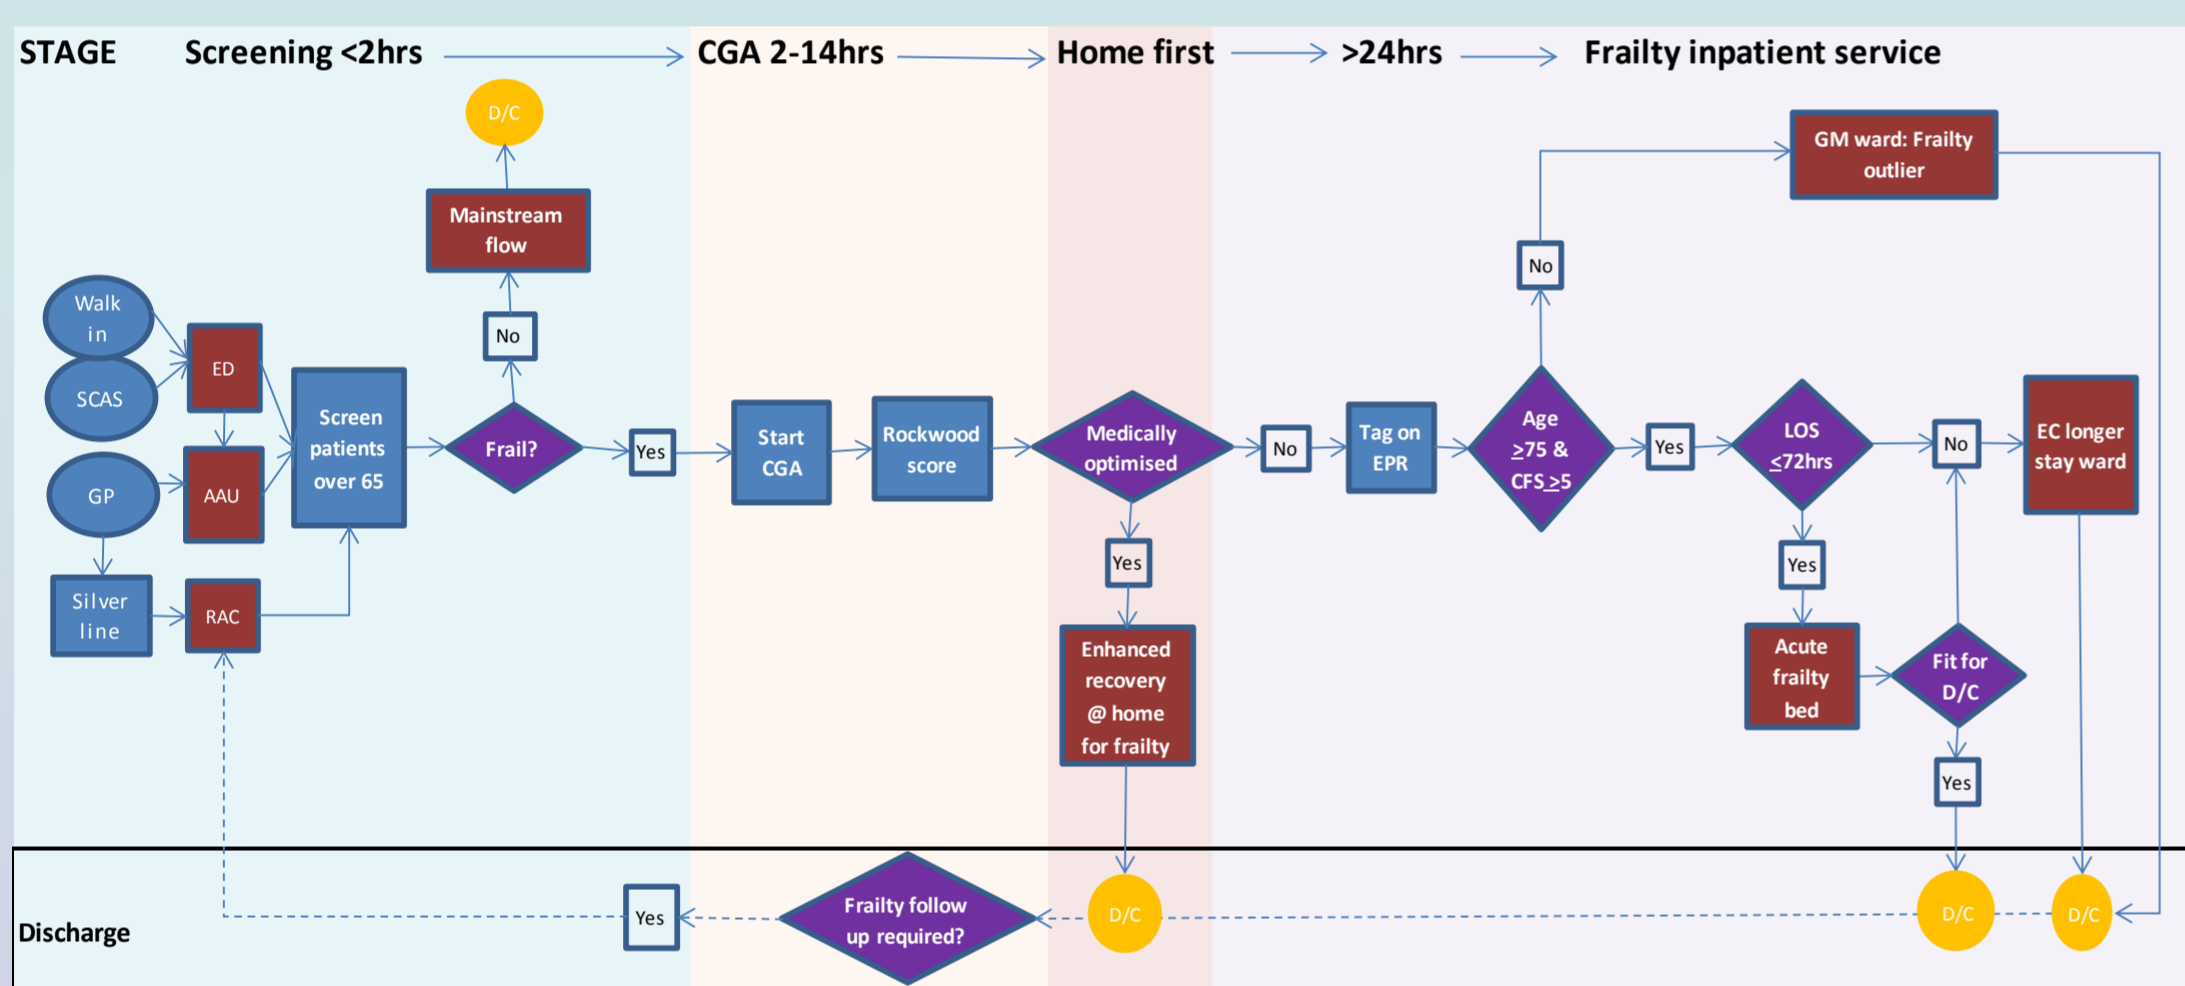 STAGE
Screening <2hrs
CGA 2-14hrs
Home first
>24hrs
Frailty inpatient service
D/C
Mainstream
flow
No
Walk
in
SCAS
GP
Silver
line
ED
AAU
RAC
Screen
patients
over 65
Frail?
Yes
Start
CGA
Rockwood
score
Medically
optimised
No
Yes
Enhanced
recovery
@ home
for frailty
Tag on
EPR
Age
≥75 &
CFS ≥5
No
GM ward: Frailty
outlier
Yes
LOS
≤72hrs
No
EC longer
stay ward
Yes
Acute
frailty
bed
Fit for
D/C
Yes
Discharge
Yes
Frailty follow
up required?
D/C
D/C
D/C